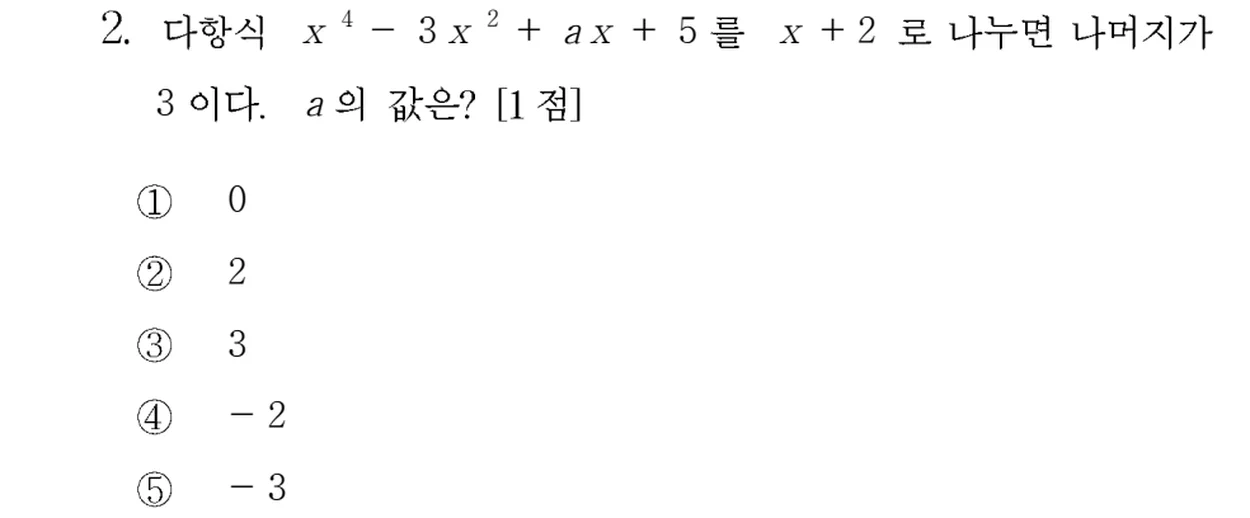 2. 다항식 x⁴ - 3x² + ax + 5를 x + 2 로 나누면 나머지가
3 이다. a의 값은? [1 점]
① 0
② 2
③ 3
④ - 2
⑤ - 3